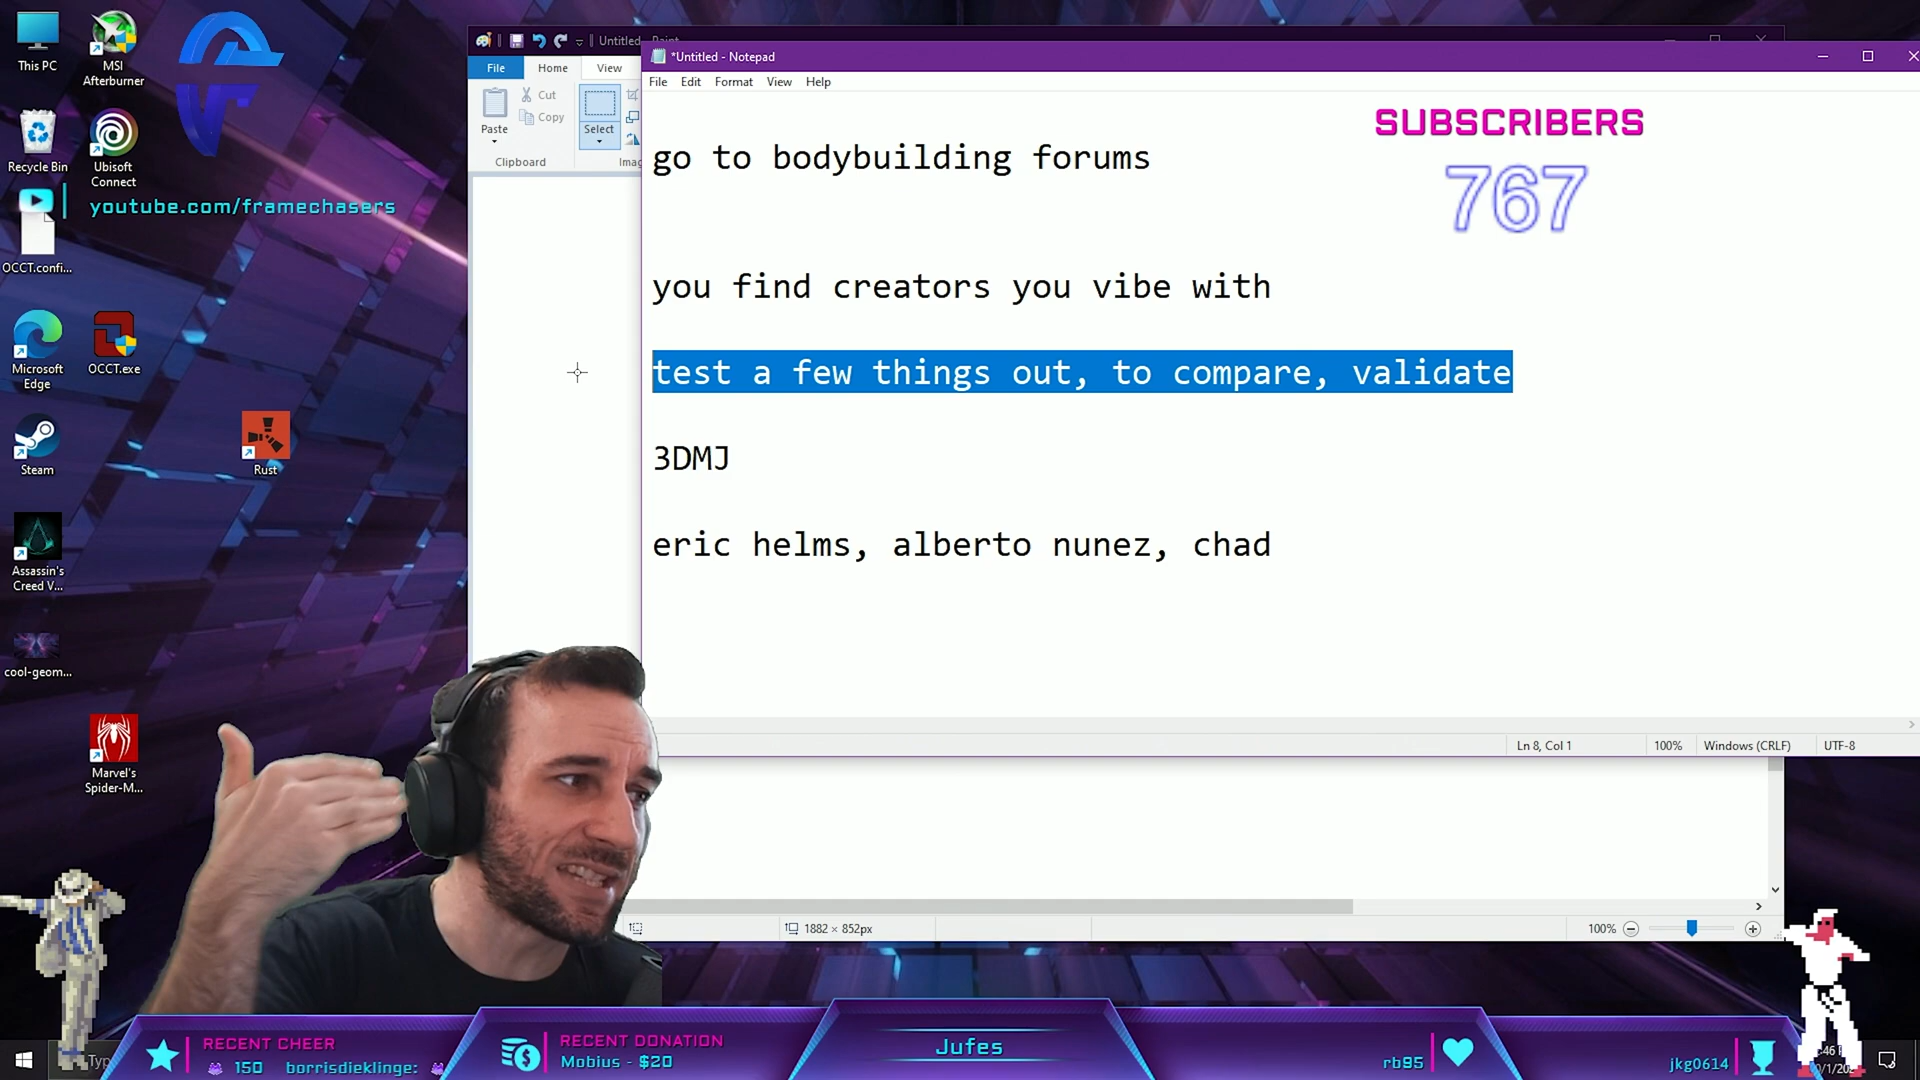 This PC
MSI
Afterburner
Recycle Bin
Ubisoft
Connect
youtube.com/framechasers
OCCT.confi...
Microsoft
Edge
OCCT.exe
Steam
Rust
Assassin's
Creed V...
cool-geom...
Marvel's
Spider-M...
Untitled - Paint
File
Home
View
Paste
Cut
Copy
Select
Clipboard
Imag
*Untitled - Notepad
File Edit Format View Help
go to bodybuilding forums
you find creators you vibe with
test a few things out, to compare, validate
3DMJ
eric helms, alberto nunez, chad
SUBSCRIBERS
767
Ln 8, Col 1
100%
Windows (CRLF)
UTF-8
1882 × 852px
100%
RECENT CHEER
150 borrisdieklinge:
RECENT DONATION
Mobius - $20
Jufes
rb95
jkg0614